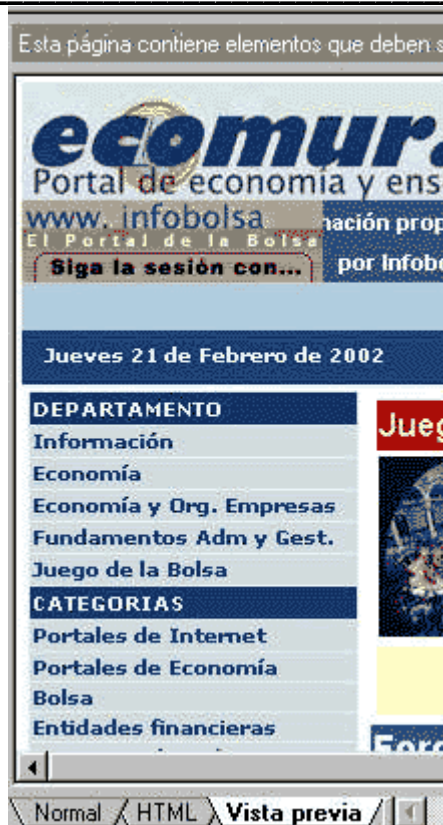 Esta página contiene elementos que deben s
ecomur
Portal de economía y ens
www. infobolsa
El Portal de la Bolsa
Siga la sesión con...
nación prop
por Infobo
Jueves 21 de Febrero de 2002
DEPARTAMENTO
Información
Economía
Economía y Org. Empresas
Fundamentos Adm y Gest.
Juego de la Bolsa
CATEGORIAS
Portales de Internet
Portales de Economía
Bolsa
Entidades financieras
Jueg
Foro
Normal / HTML / Vista previa /